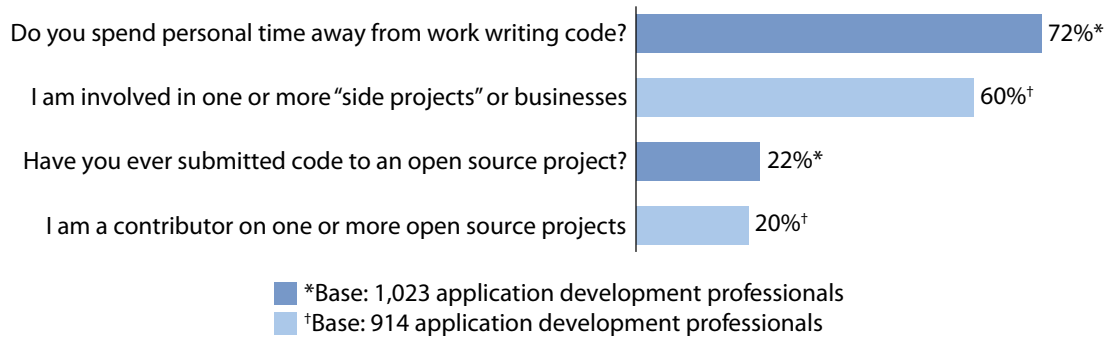 Do you spend personal time away from work writing code? 72%*
I am involved in one or more “side projects” or businesses 60%†
Have you ever submitted code to an open source project? 22%*
I am a contributor on one or more open source projects 20%†
*Base: 1,023 application development professionals
†Base: 914 application development professionals